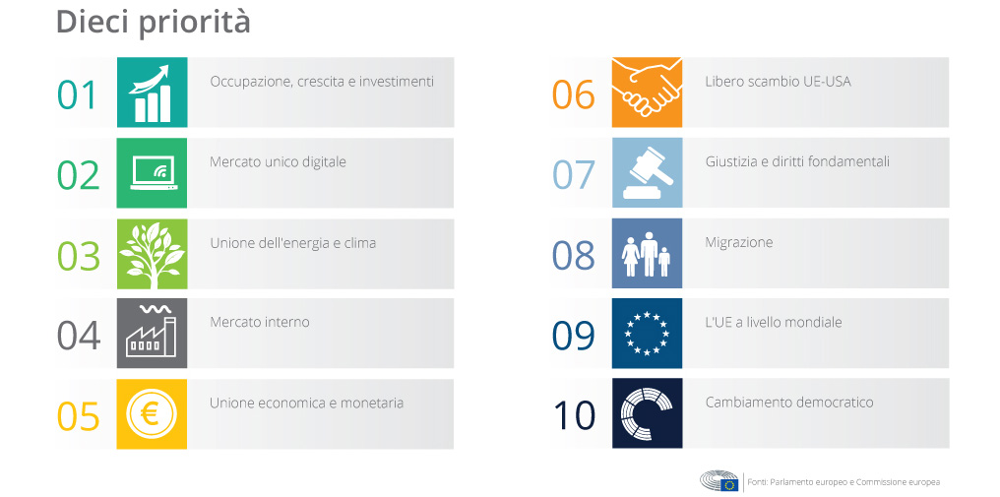 Dieci priorità
01
Occupazione, crescita e investimenti
02
Mercato unico digitale
03
Unione dell'energia e clima
04
Mercato interno
05
€
Unione economica e monetaria
06
Libero scambio UE-USA
07
Giustizia e diritti fondamentali
08
Migrazione
09
L'UE a livello mondiale
10
Cambiamento democratico
Fonti: Parlamento europeo e Commissione europea